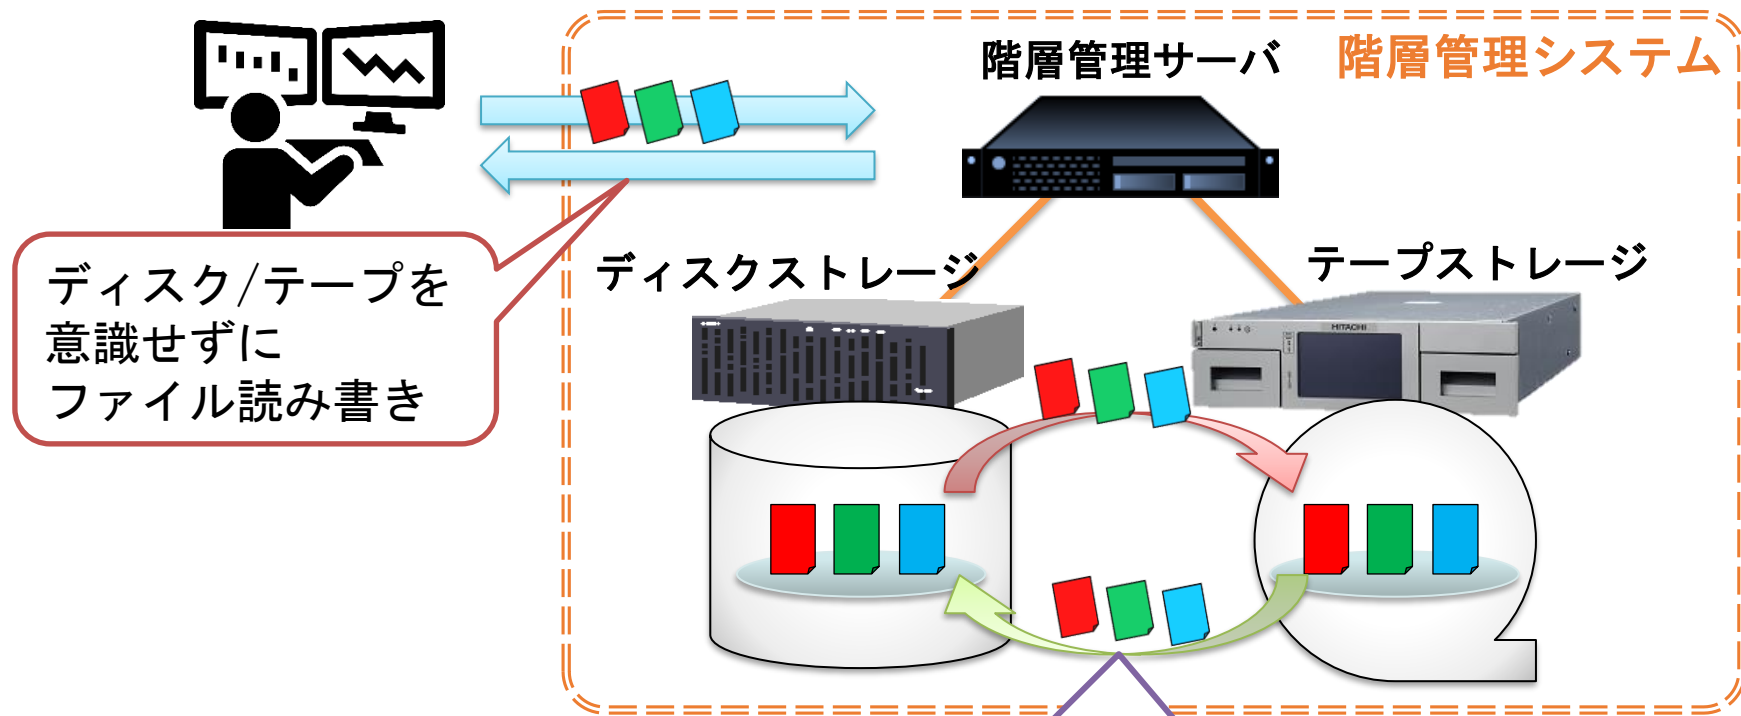 階層管理サーバ
階層管理システム
ディスクストレージ
テープストレージ
HITACHI
ディスク/テープを
意識せずに
ファイル読み書き